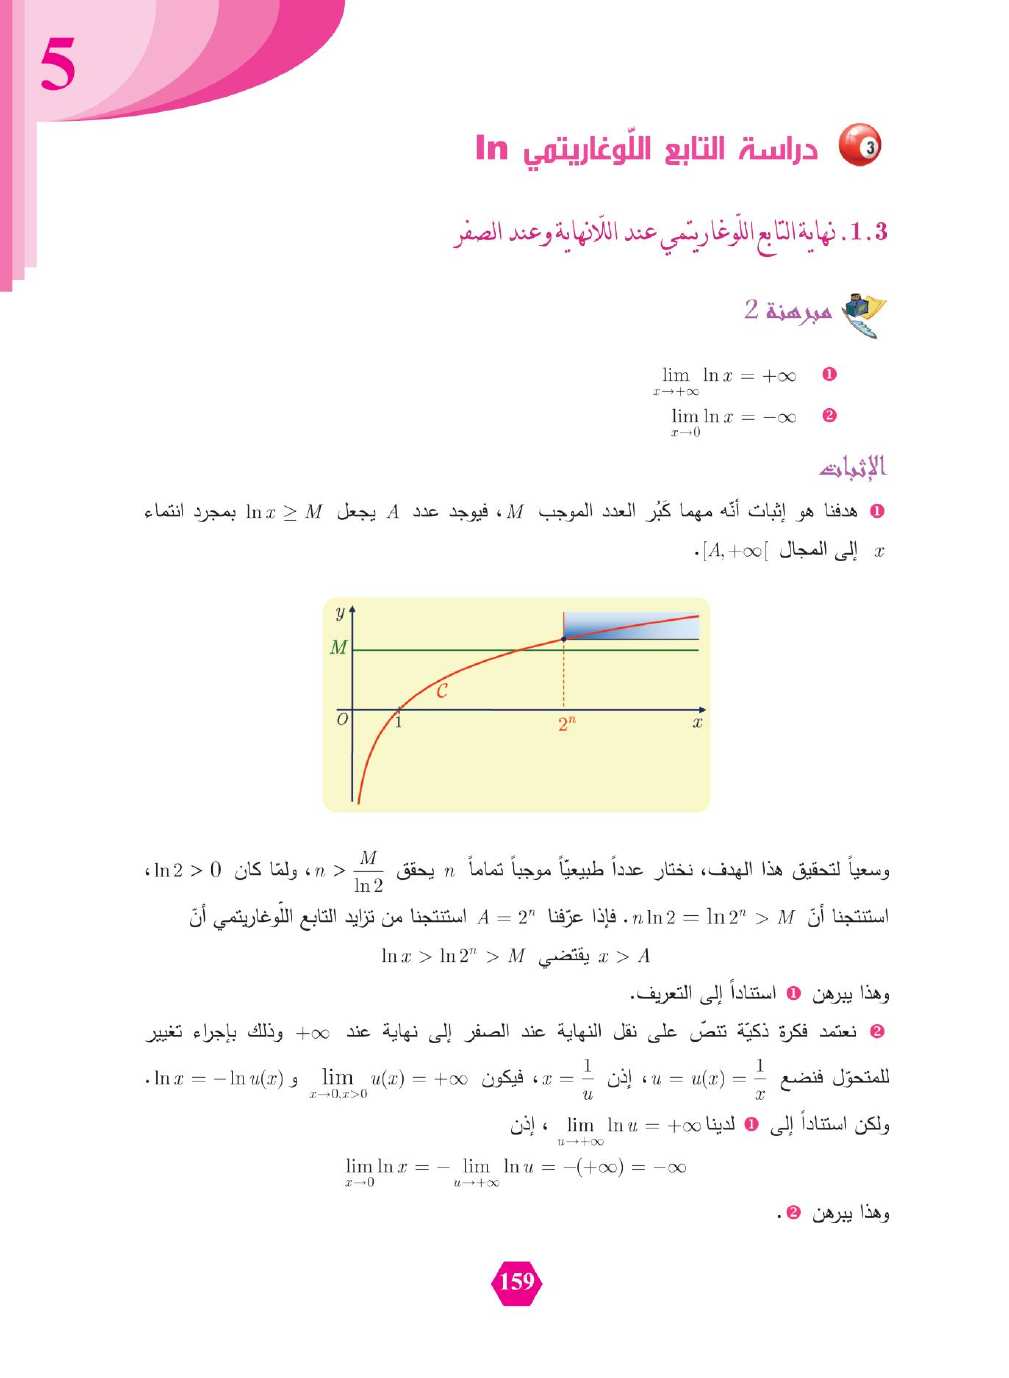 5
3 دراسة التابع اللّوغاريتمي ln
1.3. نهاية التابع اللّوغاريتمي عند اللّانهاية وعند الصفر
مبرهنة 2
❶ lim_{x→+∞} ln x = +∞
❷ lim_{x→0} ln x = −∞
الإثبات
❶ هدفنا هو إثبات أنّه مهما كَبُر العدد الموجب M، فيوجد عدد A يجعل ln x ≥ M بمجرد انتماء
x إلى المجال [A,+∞[.
y
M
C
O
1
2^n
x
وسعياً لتحقيق هذا الهدف، نختار عدداً طبيعيّاً موجباً تماماً n يحقق n > M/ln 2، ولمّا كان ln 2 > 0،
استنتجنا أنّ n ln 2 = ln 2^n > M. فإذا عرّفنا A = 2^n استنتجنا من تزايد التابع اللّوغاريتمي أنّ
x > A يقتضي ln x > ln 2^n > M
وهذا يبرهن ❶ استناداً إلى التعريف.
❷ نعتمد فكرة ذكيّة تنصّ على نقل النهاية عند الصفر إلى نهاية عند +∞ وذلك بإجراء تغيير
للمتحوّل فنضع u = u(x) = 1/x، إذن x = 1/u، فيكون lim_{x→0,x>0} u(x) = +∞ و ln x = −ln u(x).
ولكن استناداً إلى ❶ لدينا lim_{u→+∞} ln u = +∞، إذن
lim_{x→0} ln x = − lim_{u→+∞} ln u = −(+∞) = −∞
وهذا يبرهن ❷.
159